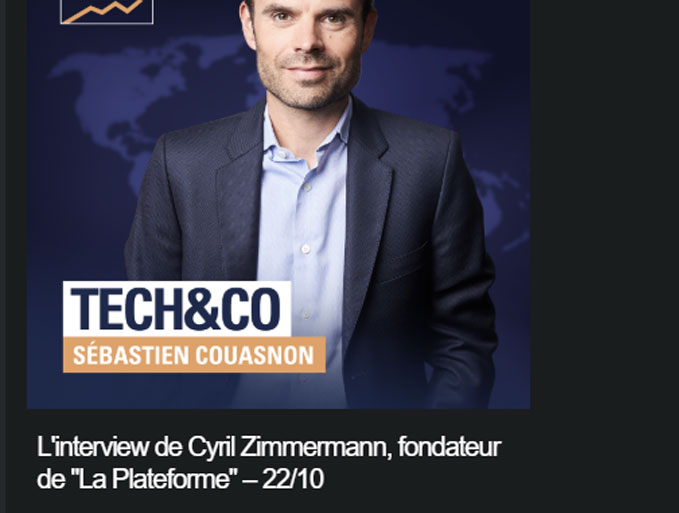 TECH&CO
SÉBASTIEN COUASNON
L'interview de Cyril Zimmermann, fondateur
de "La Plateforme" – 22/10